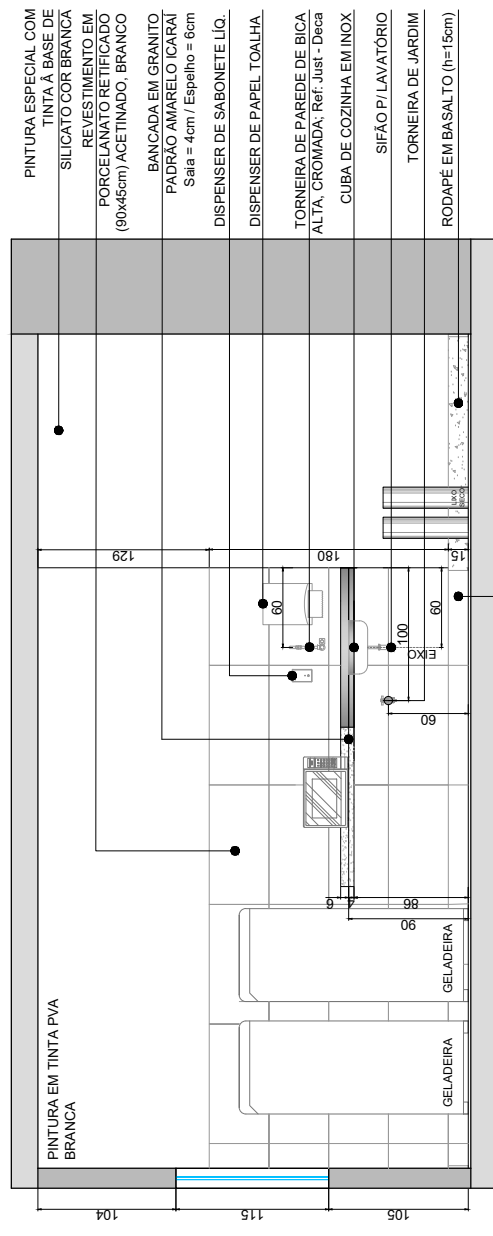 PINTURA ESPECIAL COM
TINTA À BASE DE
SILICATO COR BRANCA
REVESTIMENTO EM
PORCELANATO RETIFICADO
(90x45cm) ACETINADO, BRANCO
BANCADA EM GRANITO
PADRÃO AMARELO ICARAÍ
Saia = 4cm / Espelho = 6cm
DISPENSER DE SABONETE LÍQ.
DISPENSER DE PAPEL TOALHA
TORNEIRA DE PAREDE DE BICA
ALTA, CROMADA; Ref: Just - Deca
CUBA DE COZINHA EM INOX
SIFÃO P/ LAVATÓRIO
TORNEIRA DE JARDIM
RODAPÉ EM BASALTO (h=15cm)
PINTURA EM TINTA PVA
BRANCA
GELADEIRA
GELADEIRA
LIXO
SECO
EIXO
129
180
15
60
100
60
60
6
4
86
90
104
115
105